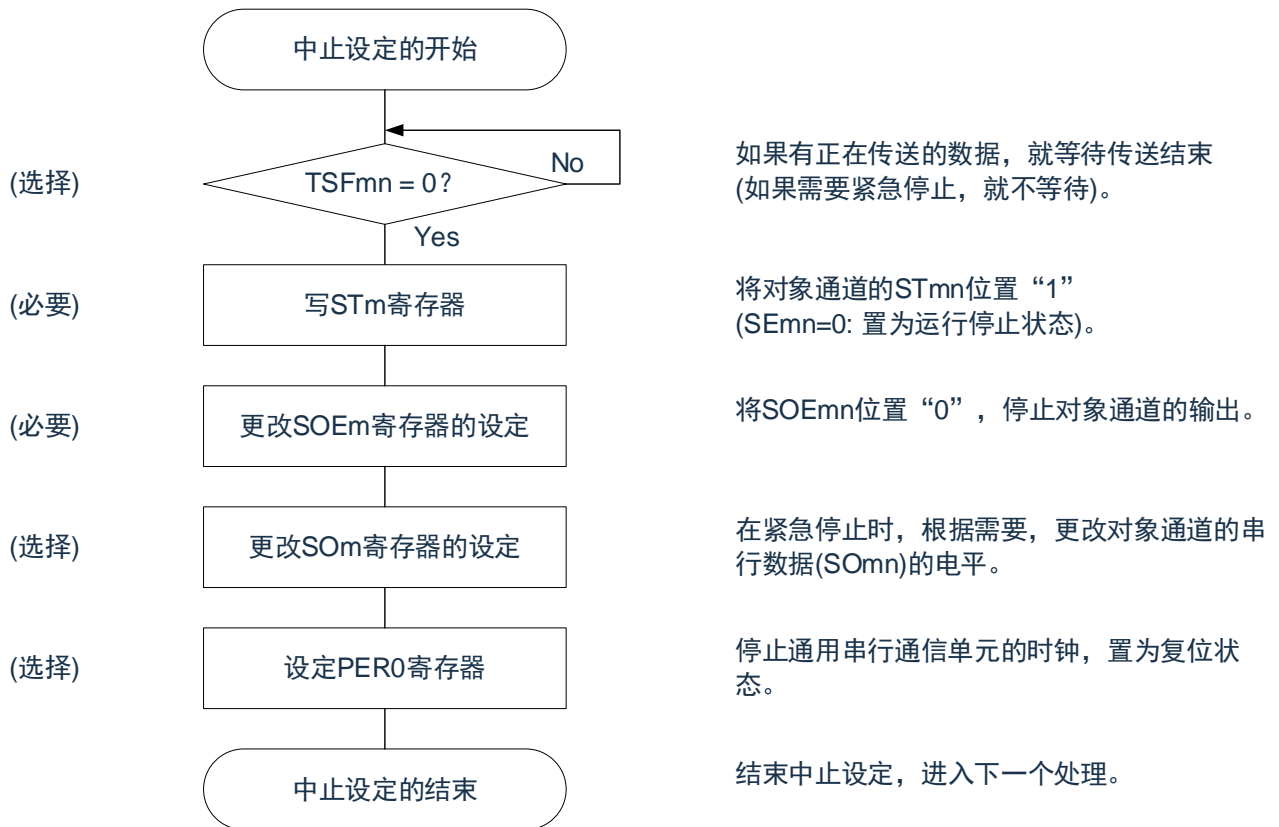 中止设定的开始
No
(选择)
TSFmn = 0?
如果有正在传送的数据，就等待传送结束
(如果需要紧急停止，就不等待)。
Yes
(必要)
写STm寄存器
将对象通道的STmn位置“1”
(SEmn=0: 置为运行停止状态)。
(必要)
更改SOEm寄存器的设定
将SOEmn位置“0”，停止对象通道的输出。
(选择)
更改SOm寄存器的设定
在紧急停止时，根据需要，更改对象通道的串
行数据(SOmn)的电平。
(选择)
设定PER0寄存器
停止通用串行通信单元的时钟，置为复位状
态。
中止设定的结束
结束中止设定，进入下一个处理。